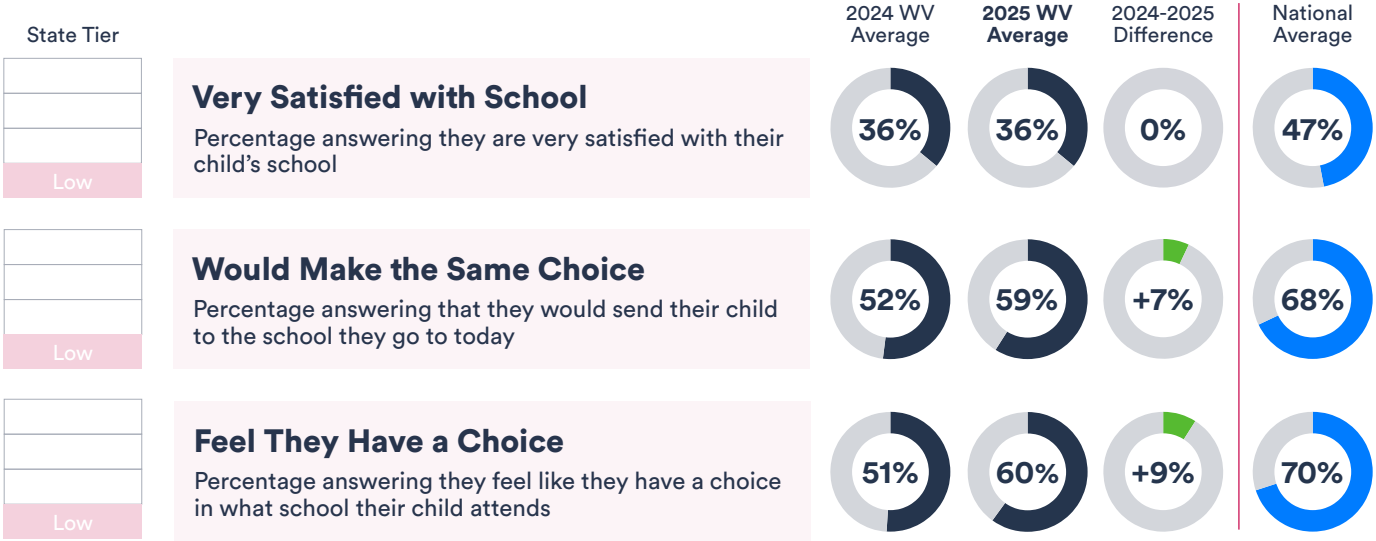 State Tier
2024 WV
Average
2025 WV
Average
2024-2025
Difference
National
Average
Low
Very Satisfied with School
Percentage answering they are very satisfied with their
child’s school
36%
36%
0%
47%
Low
Would Make the Same Choice
Percentage answering that they would send their child
to the school they go to today
52%
59%
+7%
68%
Low
Feel They Have a Choice
Percentage answering they feel like they have a choice
in what school their child attends
51%
60%
+9%
70%